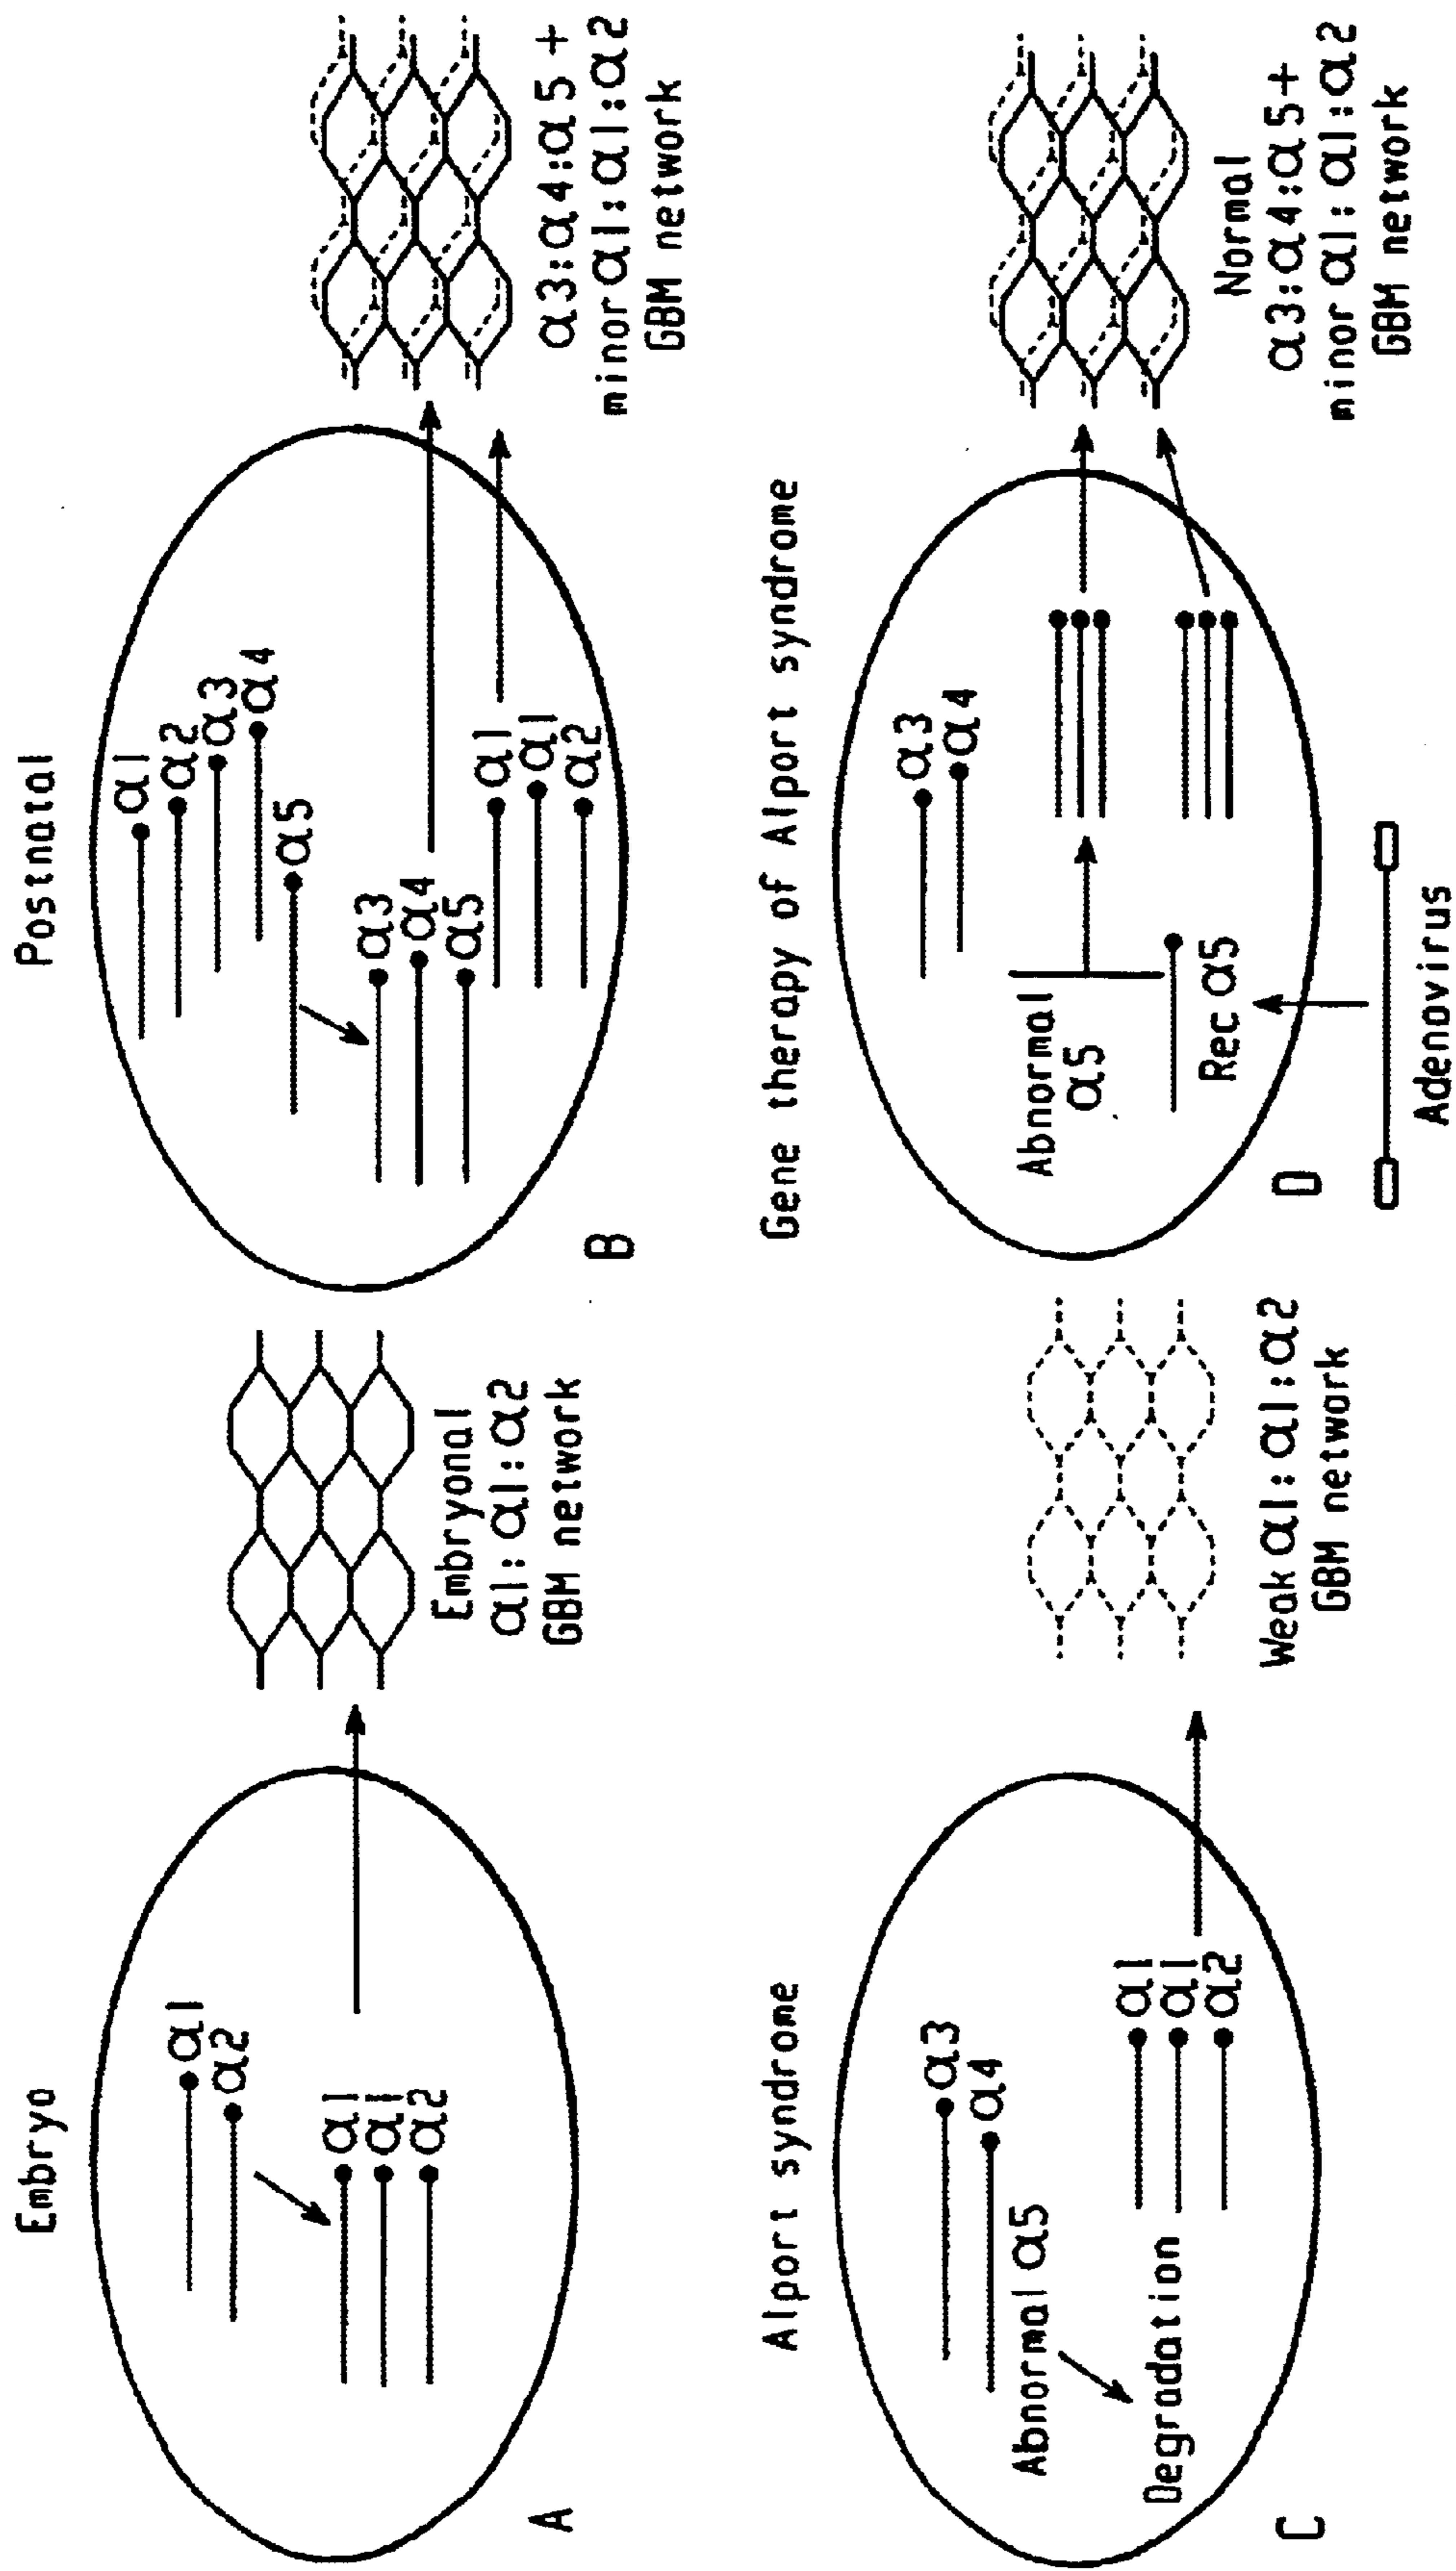 Embryo
α1
α2
α1
α1
α2
A
Embryonal
α1:α1:α2
GBM network
Postnatal
α1
α2
α3
α4
α5
α3
α4
α5
α1
α1
α2
B
α3:α4:α5 +
minor α1:α1:α2
GBM network
Alport syndrome
α3
α4
Abnormal α5
Degradation
α1
α1
α2
C
Weak α1:α1:α2
GBM network
Gene therapy of Alport syndrome
α3
α4
Abnormal
α5
Rec α5
D
Adenovirus
Normal
α3:α4:α5+
minor α1:α1:α2
GBM network